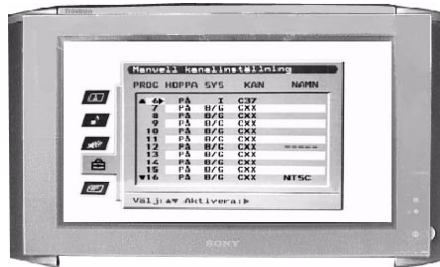 Trinitron
Manuell kanalinställning
PROG HOPPA SYS KAN NAMN
▲ 6▶ PÅ I C37
7 PÅ B/G CXX
8 PÅ B/G CXX
9 PÅ B/G CXX
10 PÅ B/G CXX
11 PÅ B/G CXX
12 PÅ B/G CXX -----
13 PÅ B/G CXX
14 PÅ B/G CXX
15 PÅ B/G CXX
▼16 PÅ B/G CXX NTSC
Välj:▲▼ Aktivera:▶
SONY